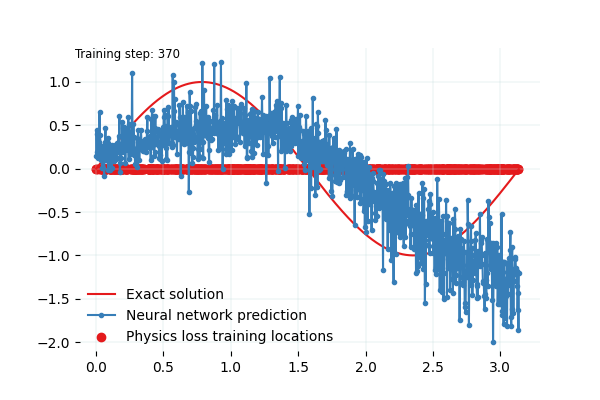 Training step: 370
1.0
0.5
0.0
−0.5
−1.0
−1.5
−2.0
Exact solution
Neural network prediction
Physics loss training locations
0.0 0.5 1.0 1.5 2.0 2.5 3.0